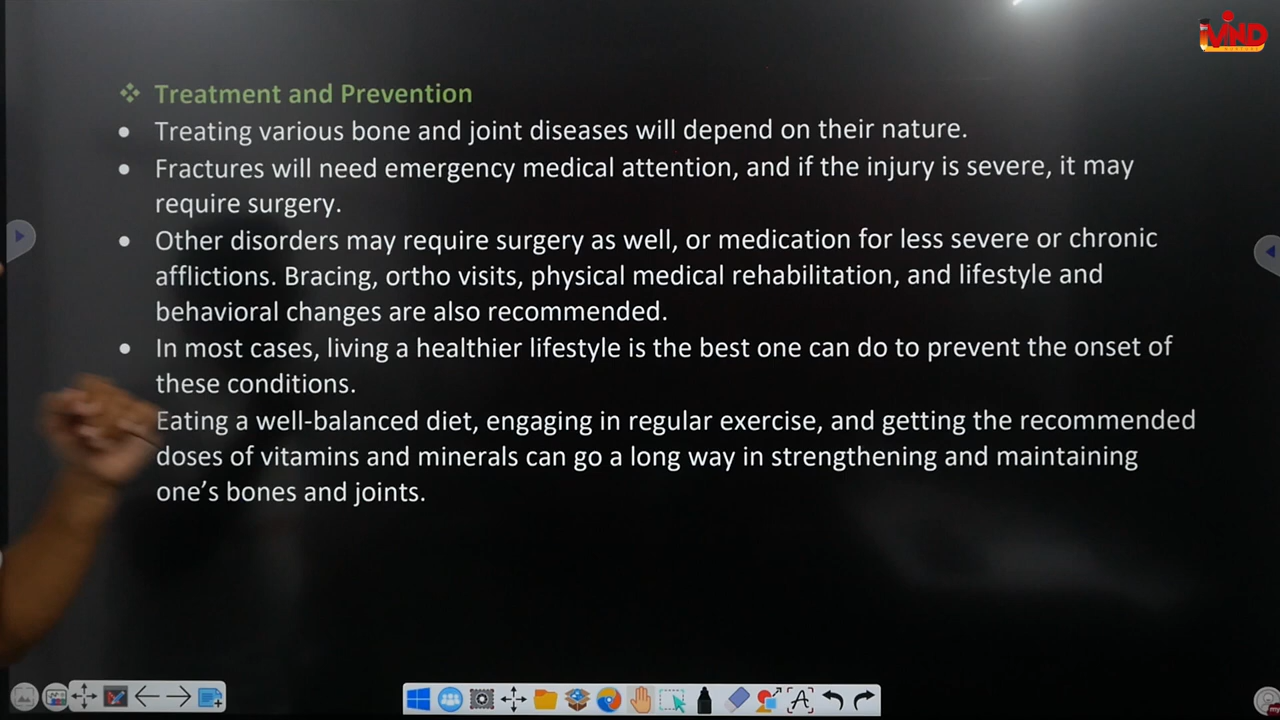 iMIND
❖ Treatment and Prevention
• Treating various bone and joint diseases will depend on their nature.
• Fractures will need emergency medical attention, and if the injury is severe, it may
require surgery.
• Other disorders may require surgery as well, or medication for less severe or chronic
afflictions. Bracing, ortho visits, physical medical rehabilitation, and lifestyle and
behavioral changes are also recommended.
• In most cases, living a healthier lifestyle is the best one can do to prevent the onset of
these conditions.
Eating a well-balanced diet, engaging in regular exercise, and getting the recommended
doses of vitamins and minerals can go a long way in strengthening and maintaining
one’s bones and joints.